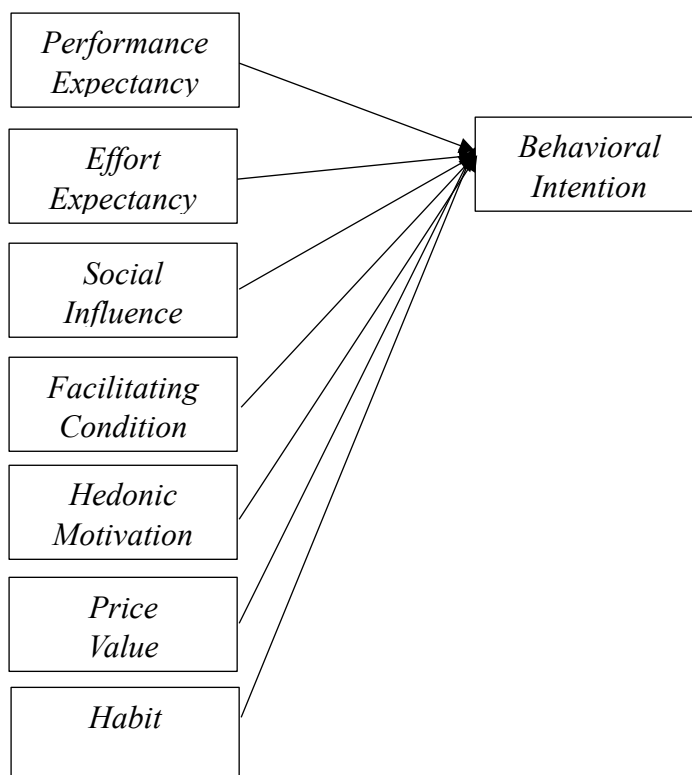 Performance
Expectancy
Effort
Expectancy
Social
Influence
Facilitating
Condition
Hedonic
Motivation
Price
Value
Habit
Behavioral
Intention